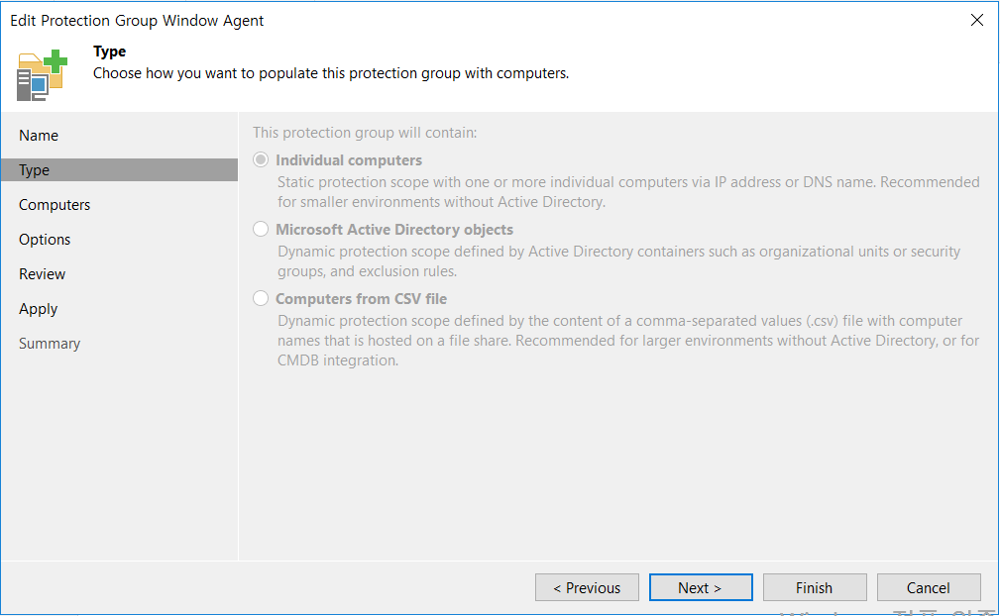 Edit Protection Group Window Agent
Type
Choose how you want to populate this protection group with computers.
Name
Type
Computers
Options
Review
Apply
Summary
This protection group will contain:
Individual computers
Static protection scope with one or more individual computers via IP address or DNS name. Recommended
for smaller environments without Active Directory.
Microsoft Active Directory objects
Dynamic protection scope defined by Active Directory containers such as organizational units or security
groups, and exclusion rules.
Computers from CSV file
Dynamic protection scope defined by the content of a comma-separated values (.csv) file with computer
names that is hosted on a file share. Recommended for larger environments without Active Directory, or for
CMDB integration.
< Previous
Next >
Finish
Cancel